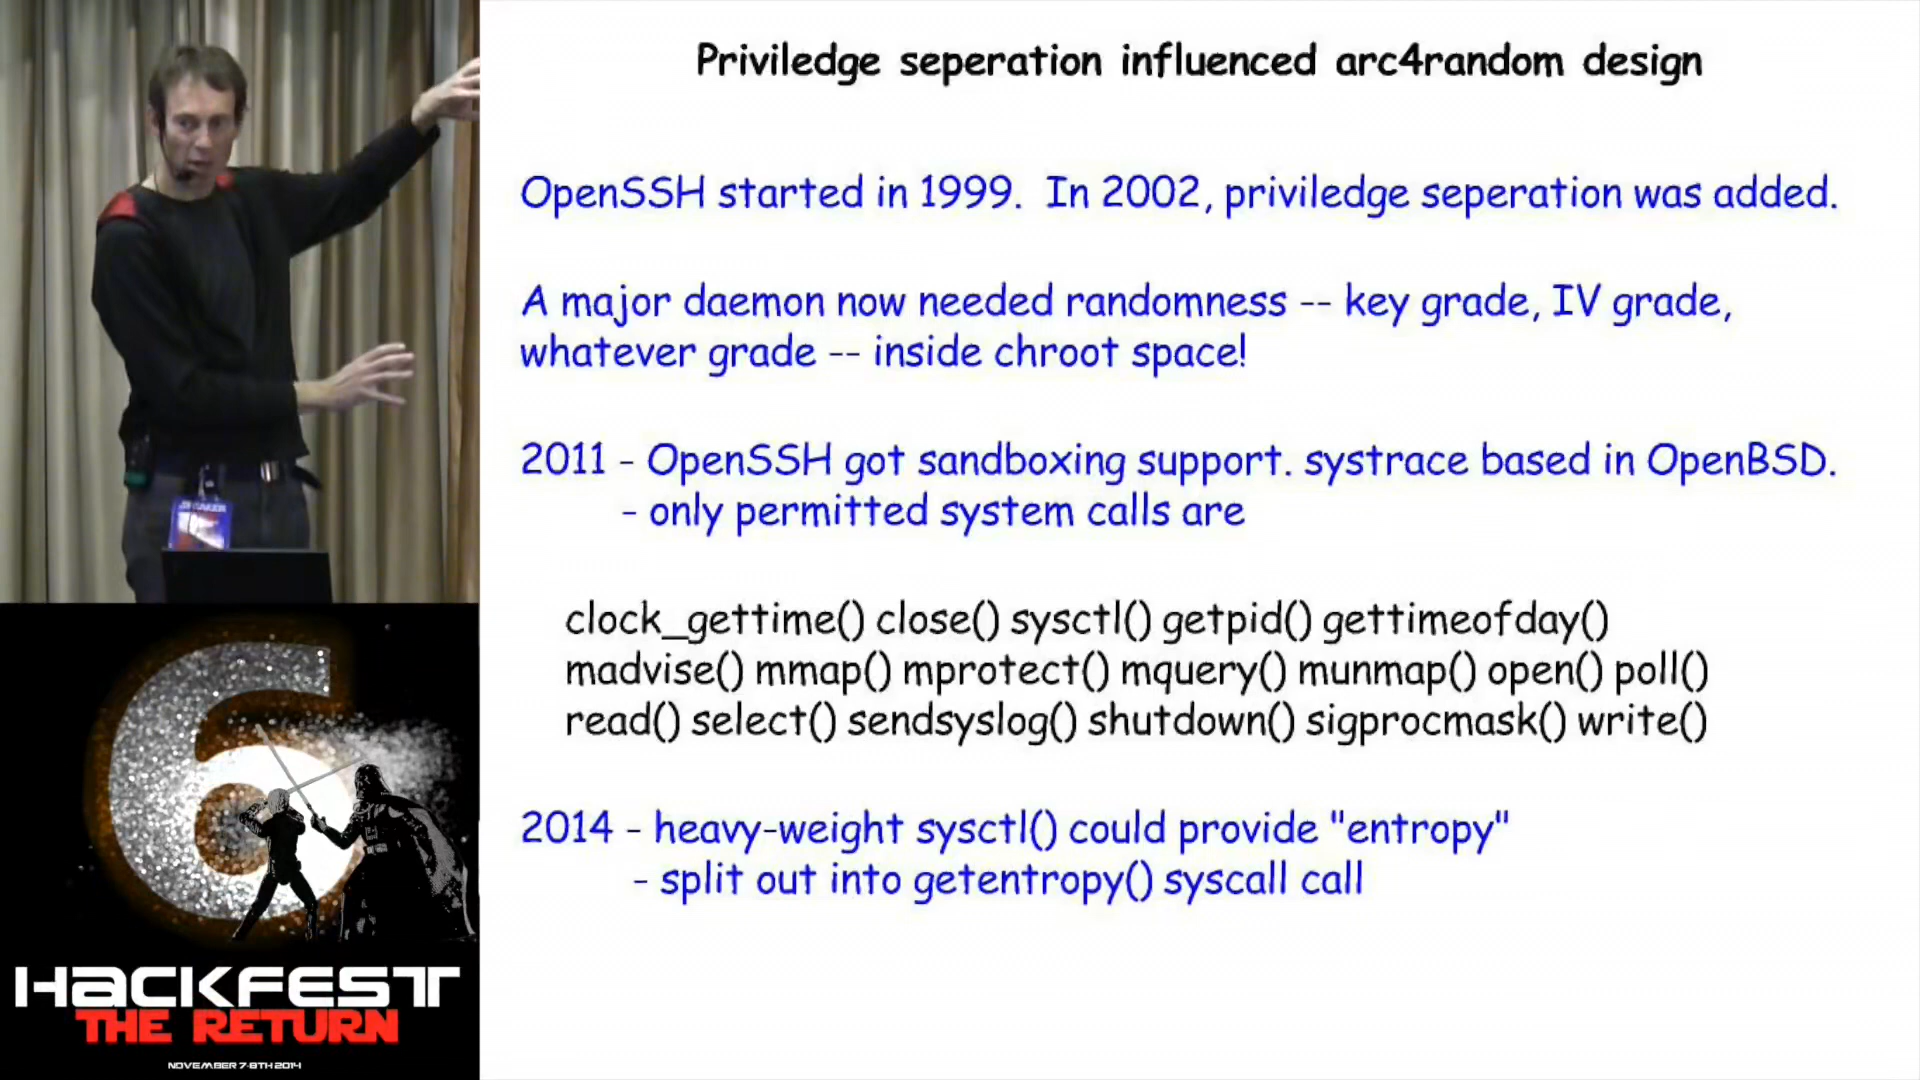 Priviledge seperation influenced arc4random design
OpenSSH started in 1999. In 2002, priviledge seperation was added.
A major daemon now needed randomness -- key grade, IV grade,
whatever grade -- inside chroot space!
2011 - OpenSSH got sandboxing support. systrace based in OpenBSD.
- only permitted system calls are
clock_gettime() close() sysctl() getpid() gettimeofday()
madvise() mmap() mprotect() mquery() munmap() open() poll()
read() select() sendsyslog() shutdown() sigprocmask() write()
2014 - heavy-weight sysctl() could provide "entropy"
- split out into getentropy() syscall call
SPEAKER
6
HACKFEST
THE RETURN
NOVEMBER 7-8TH 2014